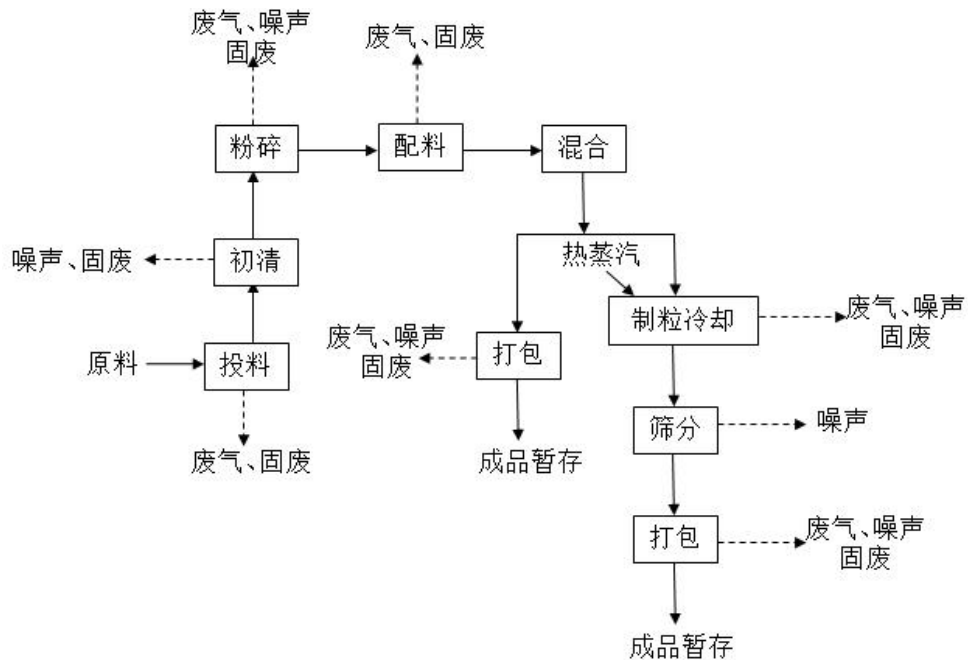 废气、噪声
固废
废气、固废
粉碎
配料
混合
噪声、固废
初清
热蒸汽
制粒冷却
废气、噪声
固废
原料
投料
废气、噪声
固废
打包
筛分
噪声
废气、固废
成品暂存
打包
废气、噪声
固废
成品暂存